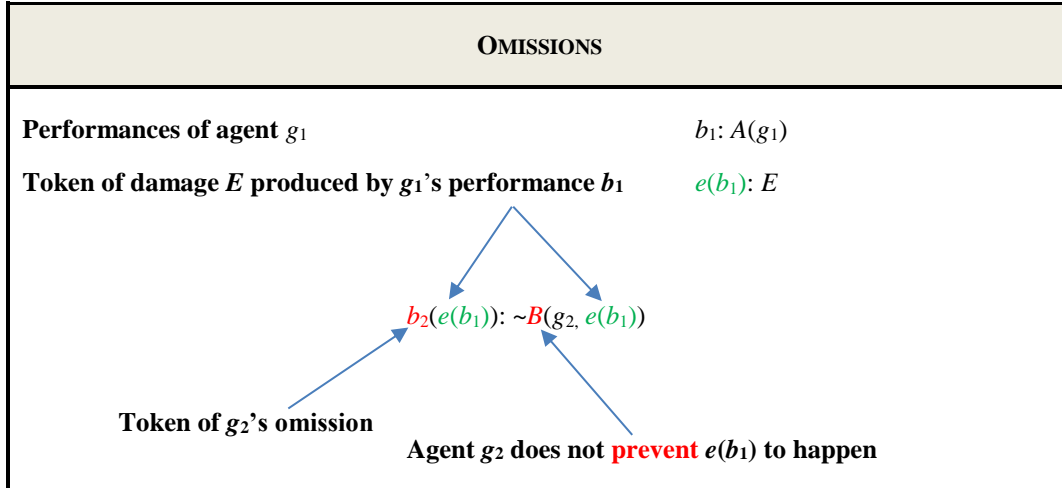 OMISSIONS
Performances of agent g1 b1: A(g1)
Token of damage E produced by g1's performance b1 e(b1): E
b2(e(b1)): ~B(g2, e(b1))
Token of g2's omission
Agent g2 does not prevent e(b1) to happen